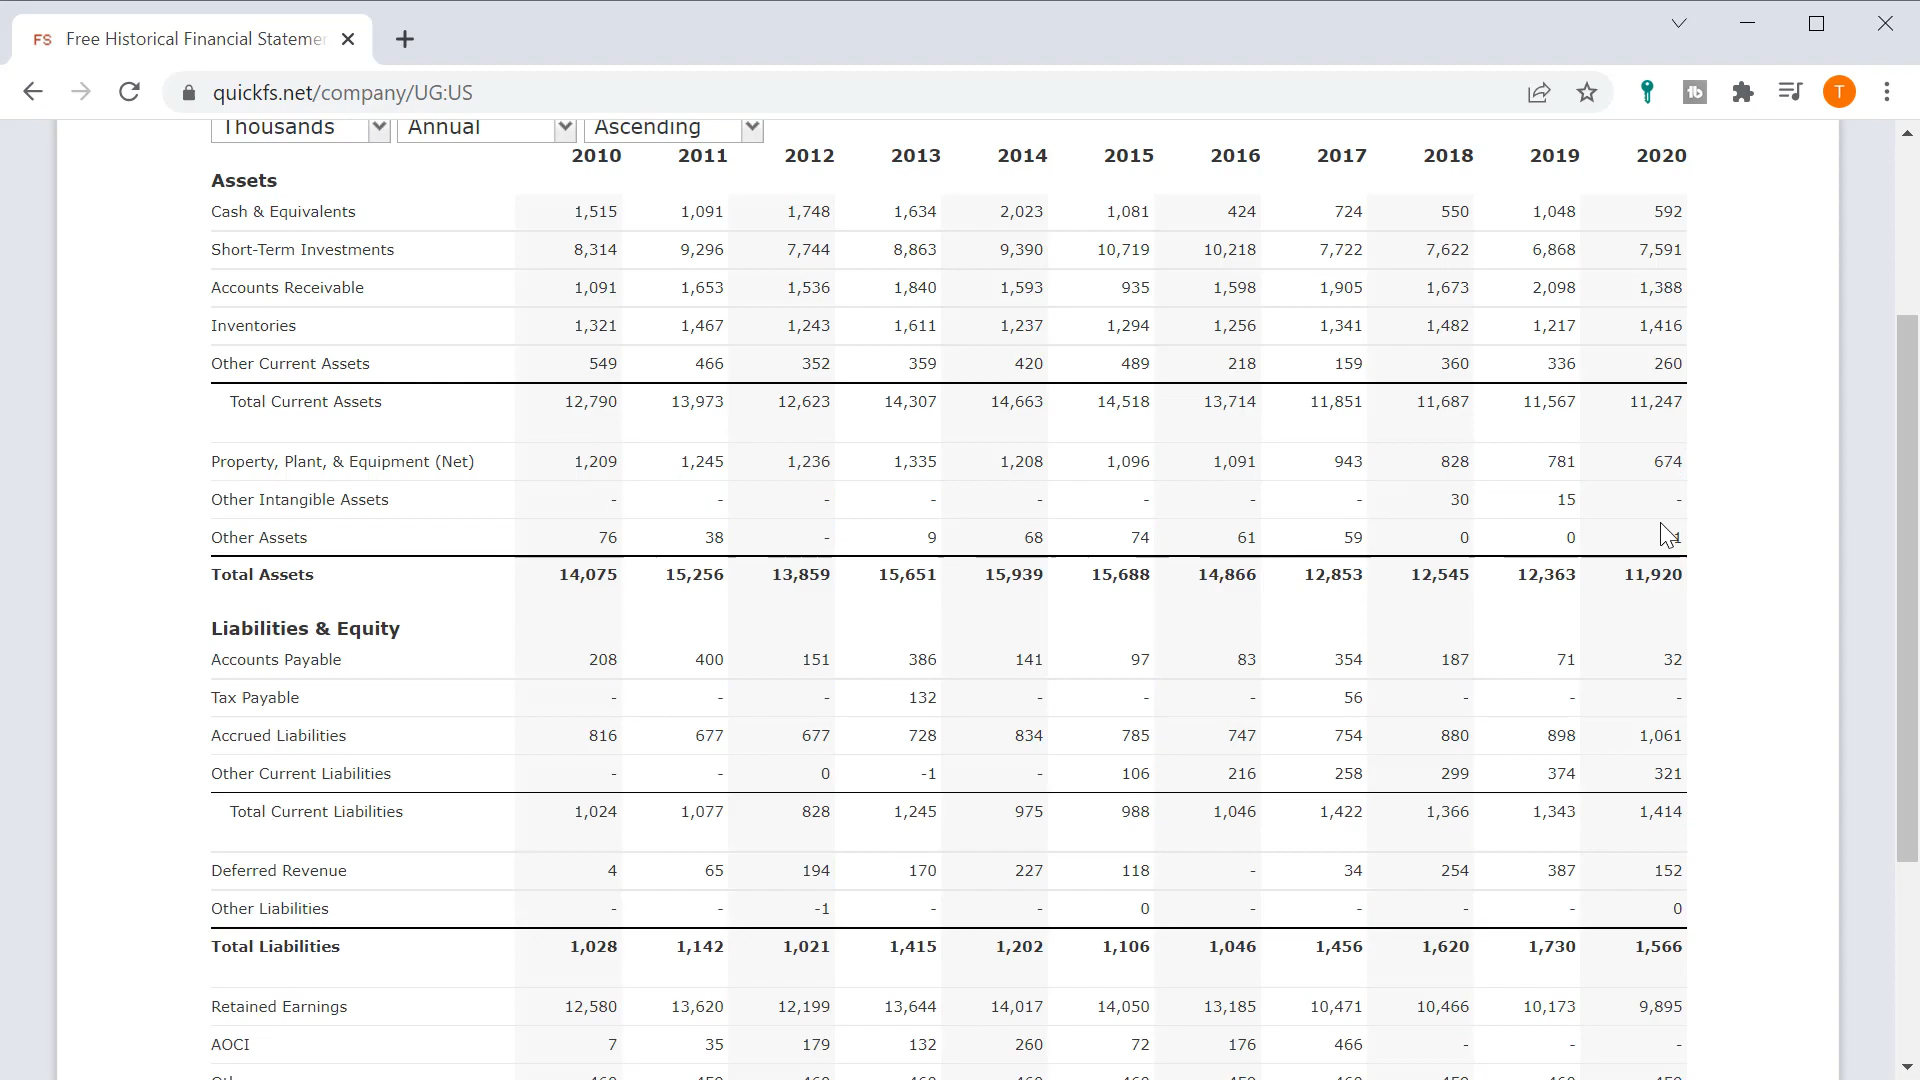 FS Free Historical Financial Statemer
quickfs.net/company/UG:US
T
Thousands Annual Ascending
2010 2011 2012 2013 2014 2015 2016 2017 2018 2019 2020
Assets
Cash & Equivalents 1,515 1,091 1,748 1,634 2,023 1,081 424 724 550 1,048 592
Short-Term Investments 8,314 9,296 7,744 8,863 9,390 10,719 10,218 7,722 7,622 6,868 7,591
Accounts Receivable 1,091 1,653 1,536 1,840 1,593 935 1,598 1,905 1,673 2,098 1,388
Inventories 1,321 1,467 1,243 1,611 1,237 1,294 1,256 1,341 1,482 1,217 1,416
Other Current Assets 549 466 352 359 420 489 218 159 360 336 260
Total Current Assets 12,790 13,973 12,623 14,307 14,663 14,518 13,714 11,851 11,687 11,567 11,247
Property, Plant, & Equipment (Net) 1,209 1,245 1,236 1,335 1,208 1,096 1,091 943 828 781 674
Other Intangible Assets - - - - - - - - 30 15 -
Other Assets 76 38 - 9 68 74 61 59 0 0
Total Assets 14,075 15,256 13,859 15,651 15,939 15,688 14,866 12,853 12,545 12,363 11,920
Liabilities & Equity
Accounts Payable 208 400 151 386 141 97 83 354 187 71 32
Tax Payable - - - 132 - - - 56 - - -
Accrued Liabilities 816 677 677 728 834 785 747 754 880 898 1,061
Other Current Liabilities - - 0 -1 - 106 216 258 299 374 321
Total Current Liabilities 1,024 1,077 828 1,245 975 988 1,046 1,422 1,366 1,343 1,414
Deferred Revenue 4 65 194 170 227 118 - 34 254 387 152
Other Liabilities - - -1 - - 0 - - - - 0
Total Liabilities 1,028 1,142 1,021 1,415 1,202 1,106 1,046 1,456 1,620 1,730 1,566
Retained Earnings 12,580 13,620 12,199 13,644 14,017 14,050 13,185 10,471 10,466 10,173 9,895
AOCI 7 35 179 132 260 72 176 466 - - -